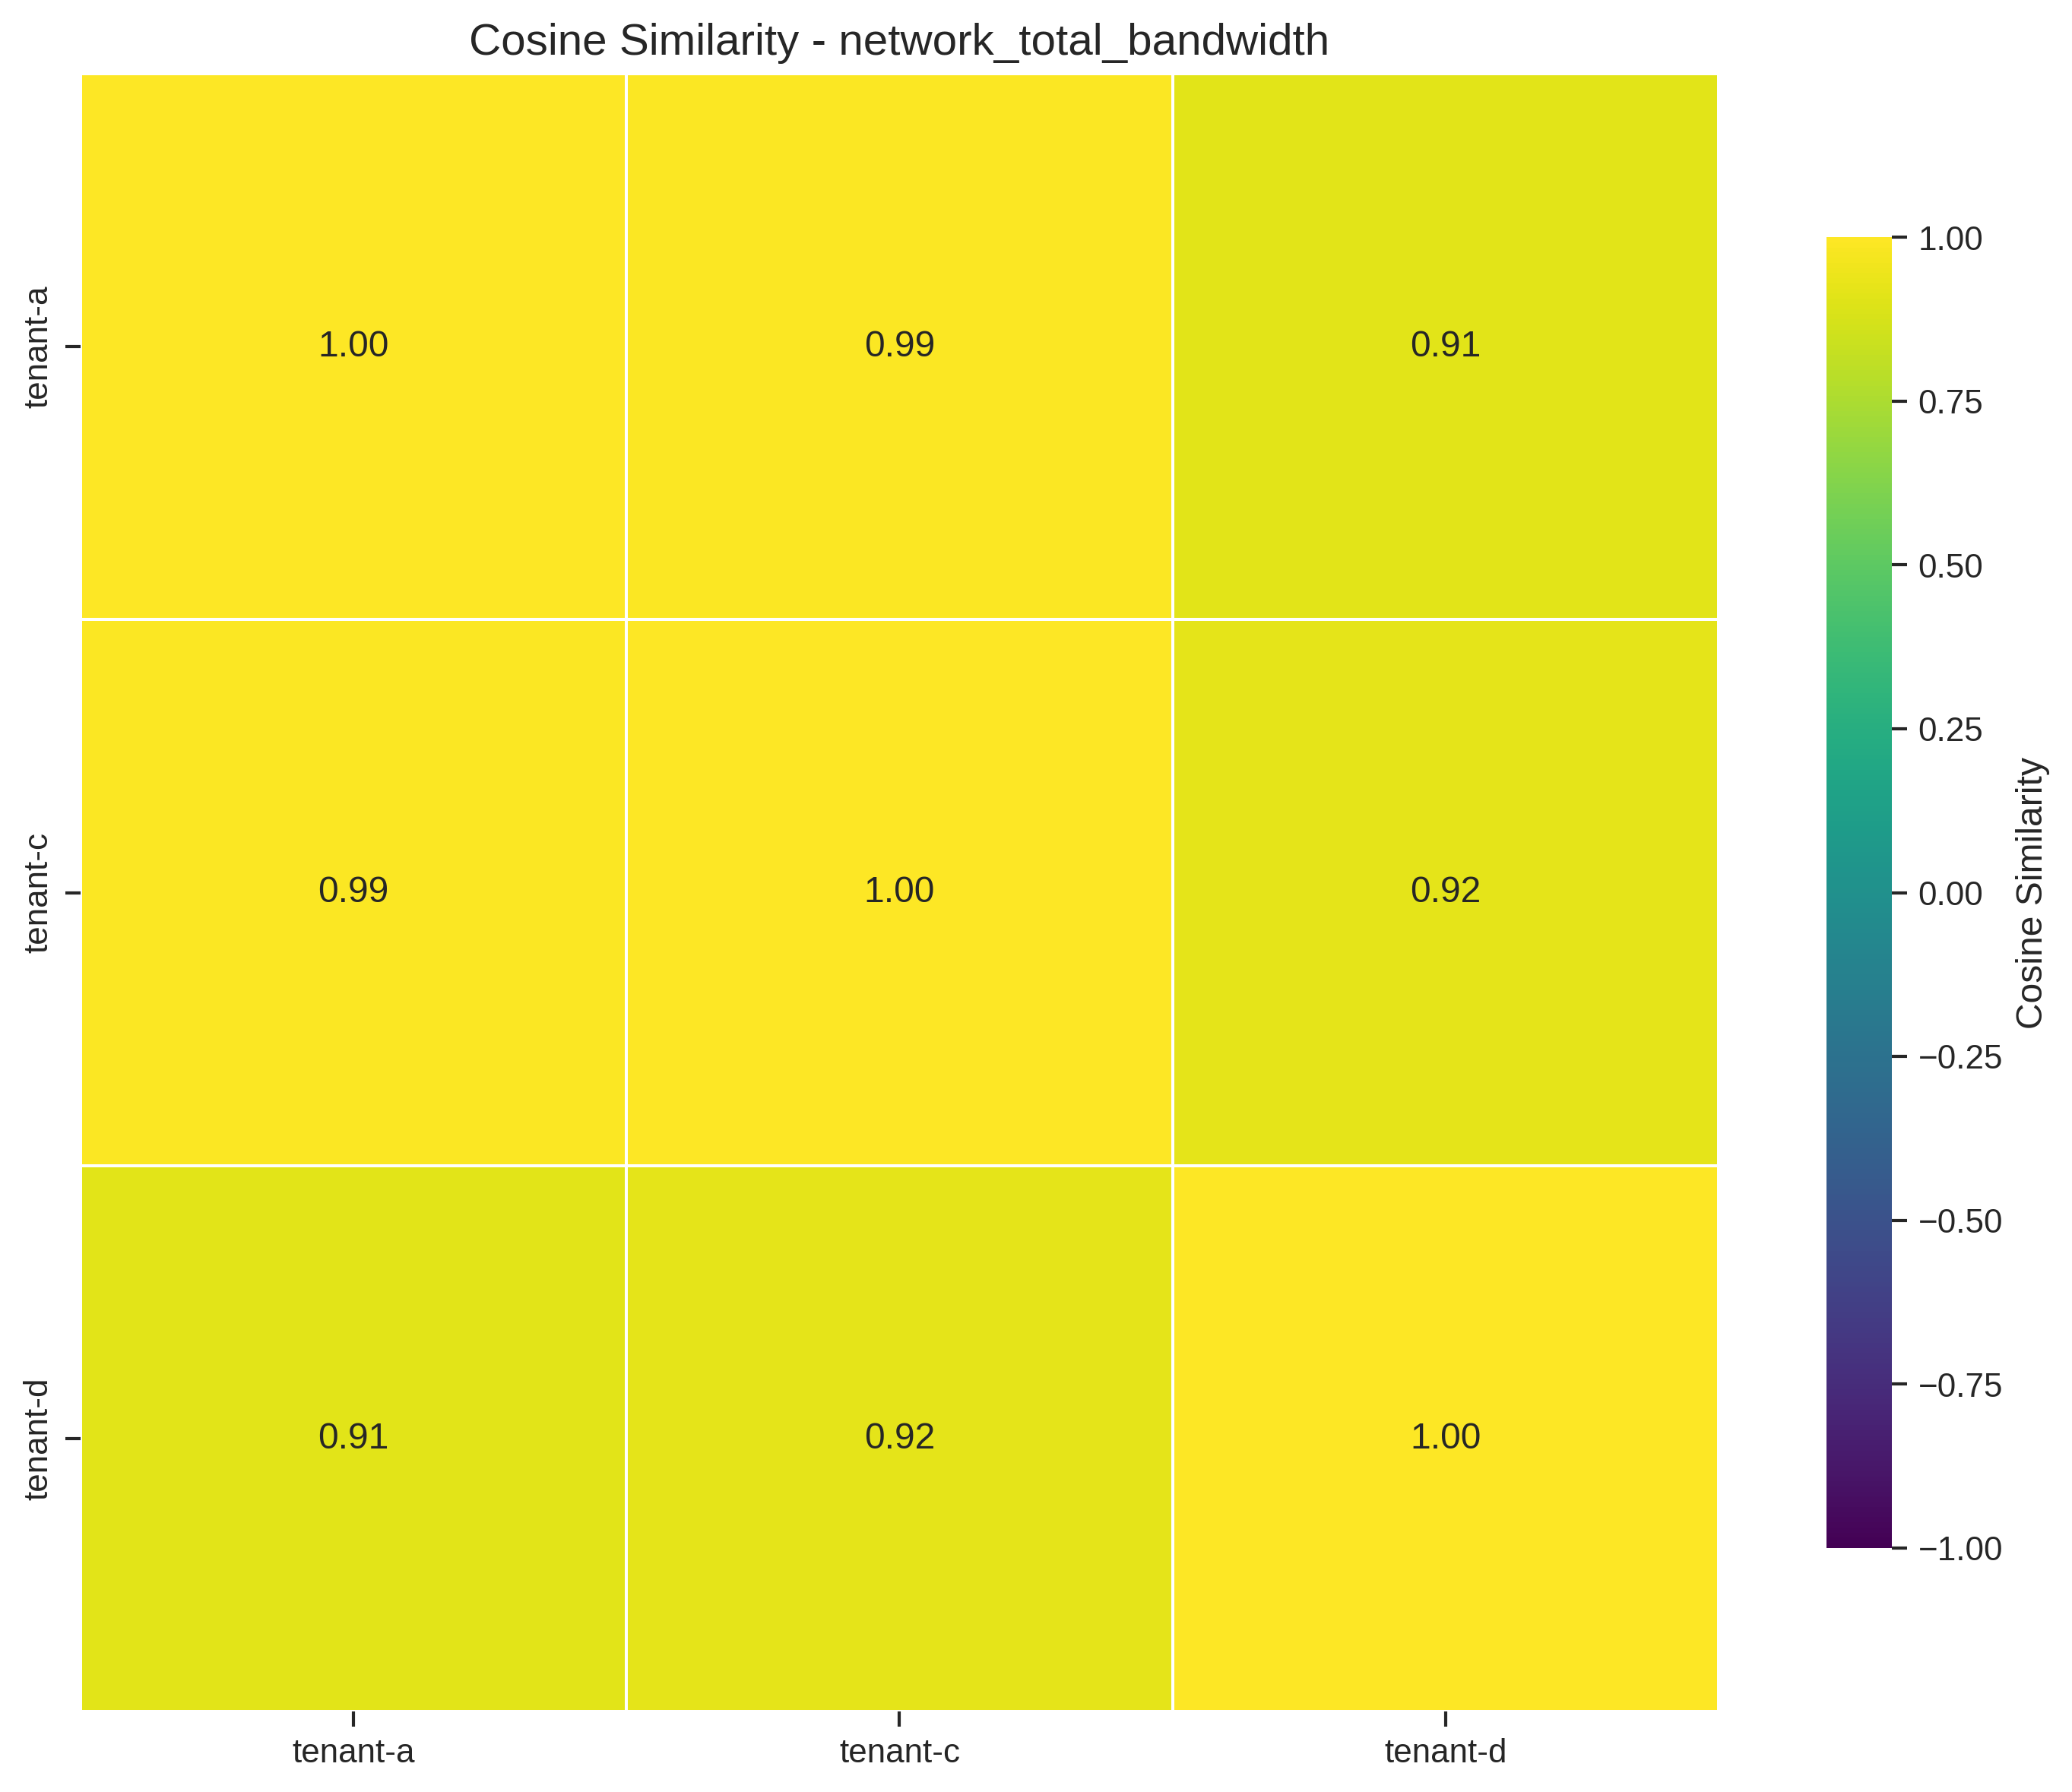 Cosine Similarity - network_total_bandwidth
tenant-a
1.00
0.99
0.91
tenant-c
0.99
1.00
0.92
tenant-d
0.91
0.92
1.00
tenant-a
tenant-c
tenant-d
1.00
0.75
0.50
0.25
0.00
−0.25
−0.50
−0.75
−1.00
Cosine Similarity